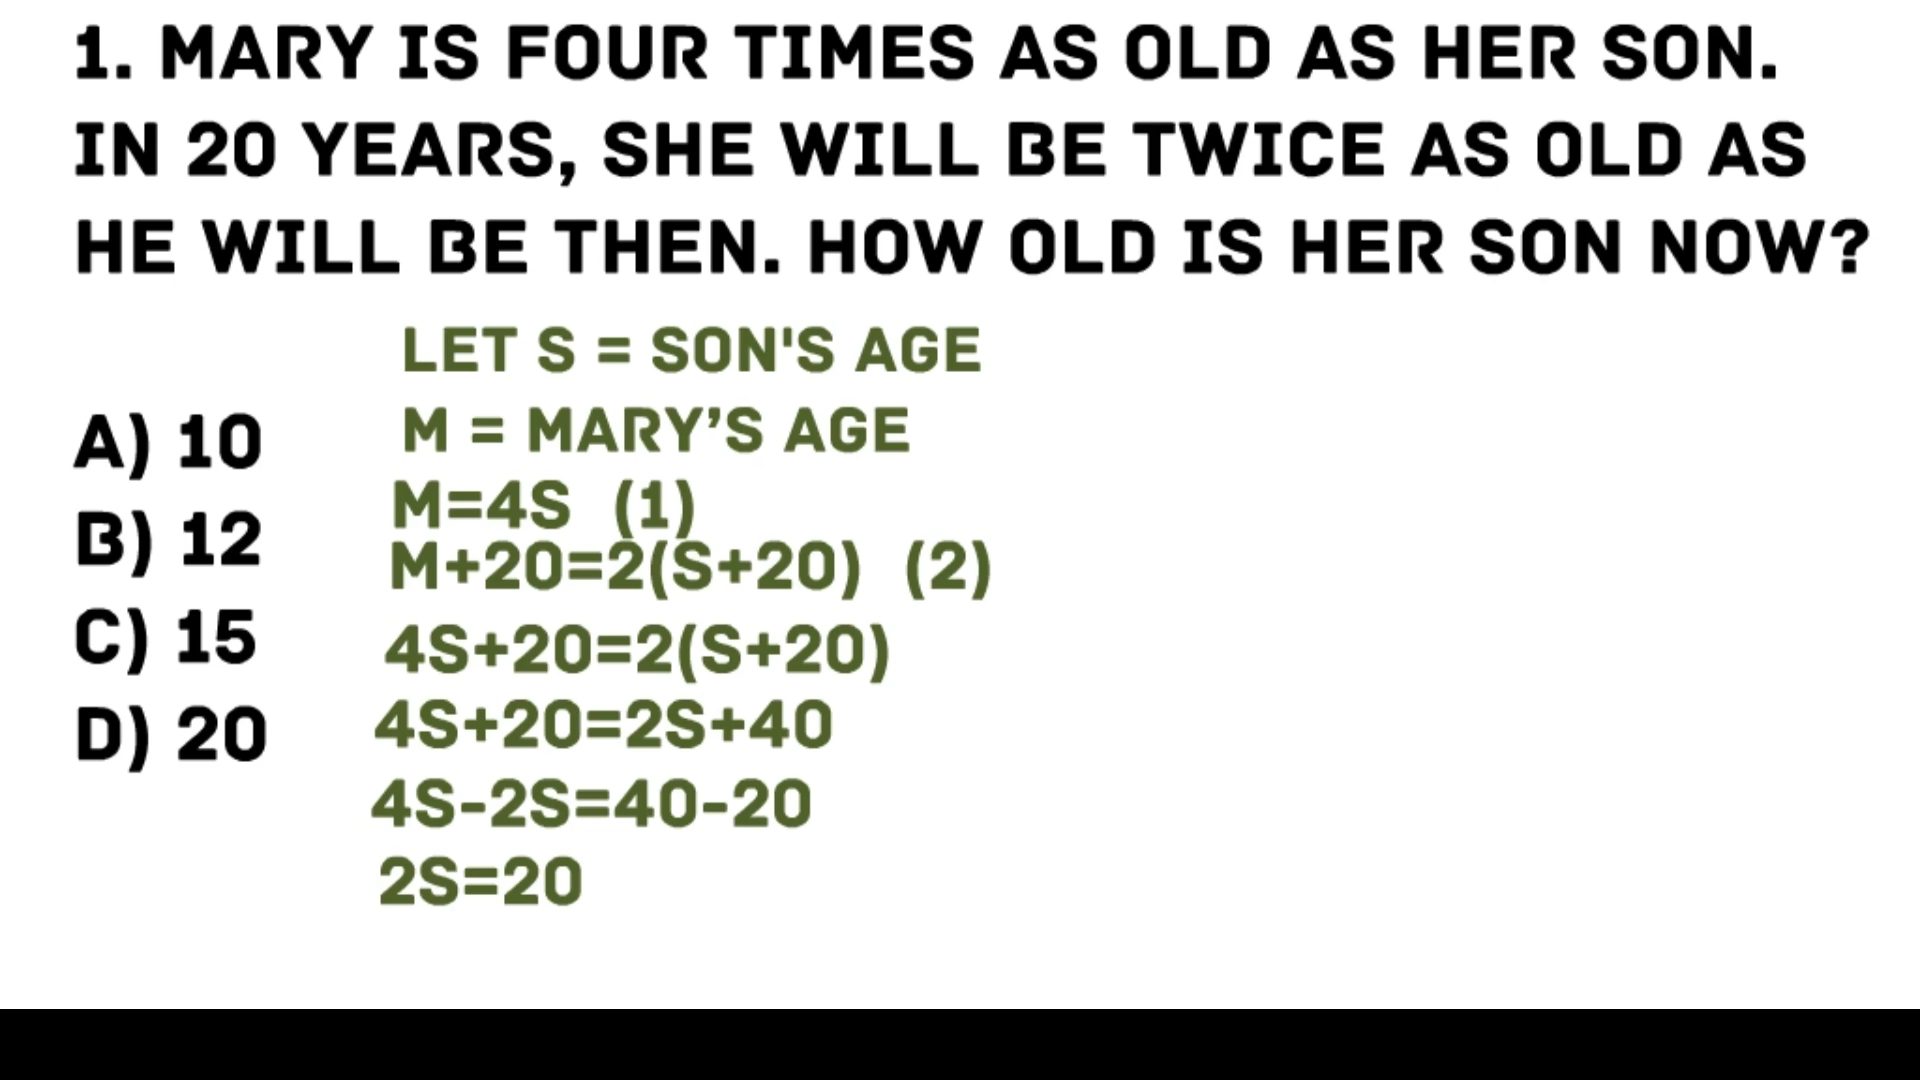 1. MARY IS FOUR TIMES AS OLD AS HER SON.
IN 20 YEARS, SHE WILL BE TWICE AS OLD AS
HE WILL BE THEN. HOW OLD IS HER SON NOW?
LET S = SON'S AGE
M = MARY’S AGE
M=4S (1)
M+20=2(S+20) (2)
4S+20=2(S+20)
4S+20=2S+40
4S-2S=40-20
2S=20
A) 10
B) 12
C) 15
D) 20